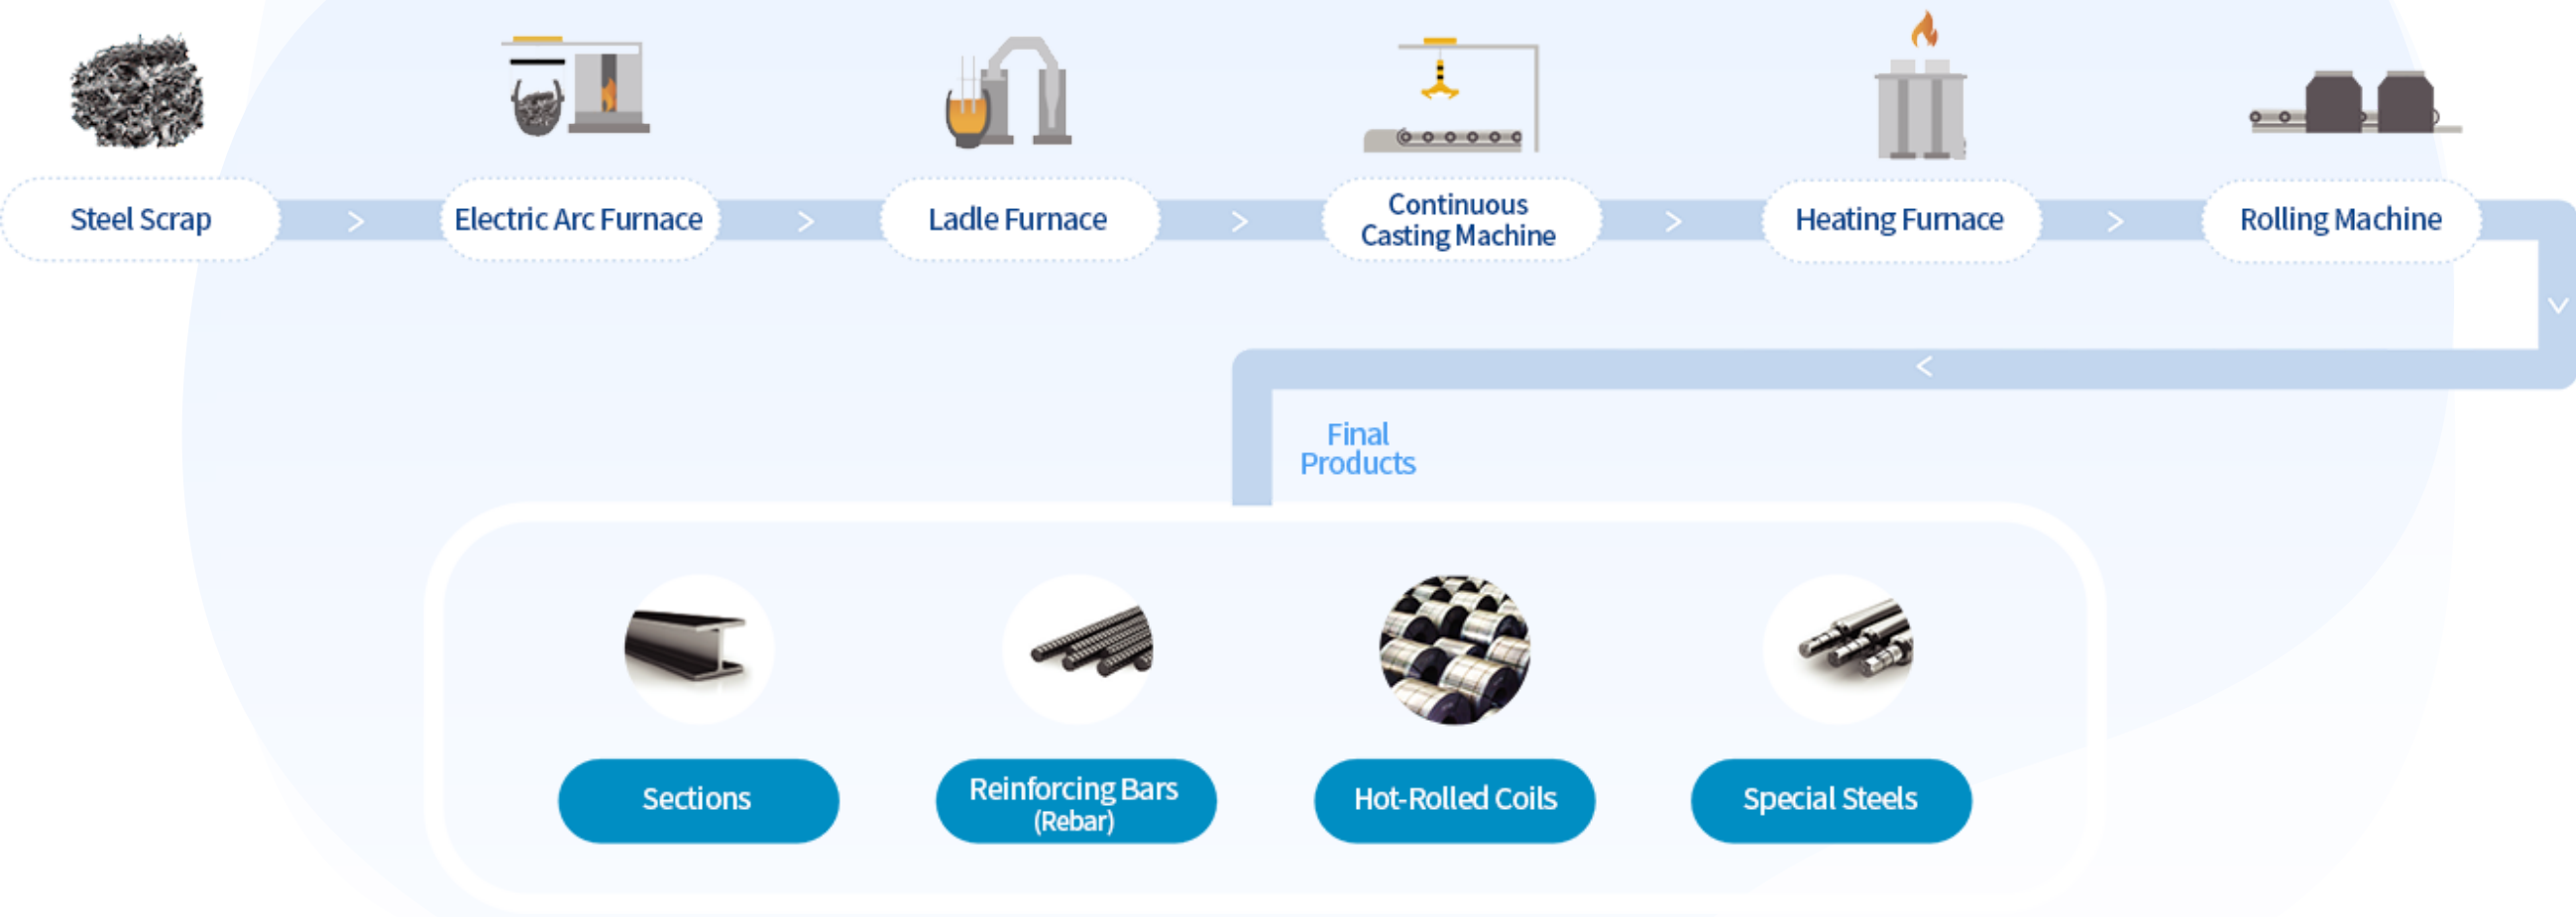 Steel Scrap
Electric Arc Furnace
Ladle Furnace
Continuous
Casting Machine
Heating Furnace
Rolling Machine
Final
Products
Sections
Reinforcing Bars
(Rebar)
Hot-Rolled Coils
Special Steels